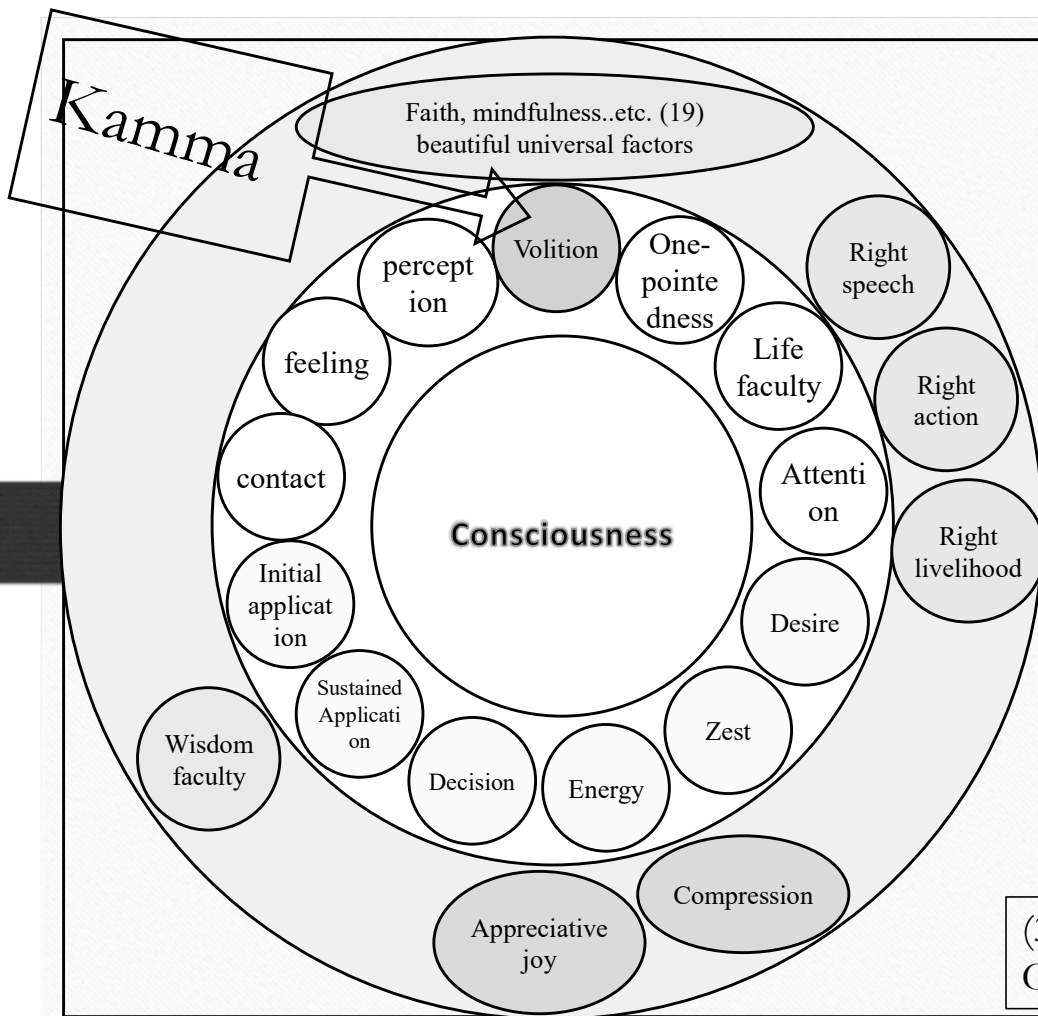 Kamma
Faith, mindfulness..etc. (19)
beautiful universal factors
Volition
One-
pointe
dness
percept
ion
Right
speech
feeling
Life
faculty
Right
action
contact
Attenti
on
Consciousness
Right
livelihood
Initial
applicat
ion
Desire
Sustained
Applicati
on
Zest
Wisdom
faculty
Decision
Energy
Compression
Appreciative
joy